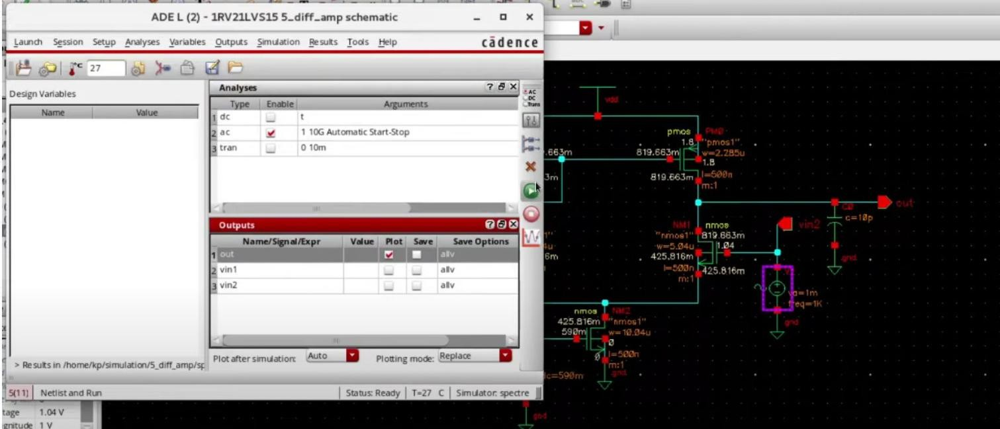 ADE L (2) - 1RV21LVS15 5_diff_amp schematic
Launch Session Setup Analyses Variables Outputs Simulation Results Tools Help cādence
°C 27
Design Variables
Name Value
Analyses
Type Enable Arguments
1 dc t
2 ac 1 10G Automatic Start-Stop
3 tran 0 10m
AC
DC
Trans
Outputs
Name/Signal/Expr Value Plot Save Save Options
1 out allv
2 vin1 allv
3 vin2 allv
Plot after simulation: Auto Plotting mode: Replace
> Results in /home/kp/simulation/5_diff_amp/sp
5(11) Netlist and Run Status: Ready T=27 C Simulator: spectre
tage 1.04 V
gnitude 1 V
vdd
pmos PM0
1.8 "pmos1"
.663m 819.663m w=2.285u
1.8
3m 819.663m l=500n
m:1
out
C0
c=10p
gnd
vin2
NM1 nmos
"nmos1" 819.663m
4u w=5.04u 1.04
6m 425.816m
l=500n 425.816m
m:1
va=1m
freq=1K
gnd
nmos NM2
425.816m "nmos1"
590m w=10.04u
0
0 l=500n
m:1
gnd
dc=590m
gnd